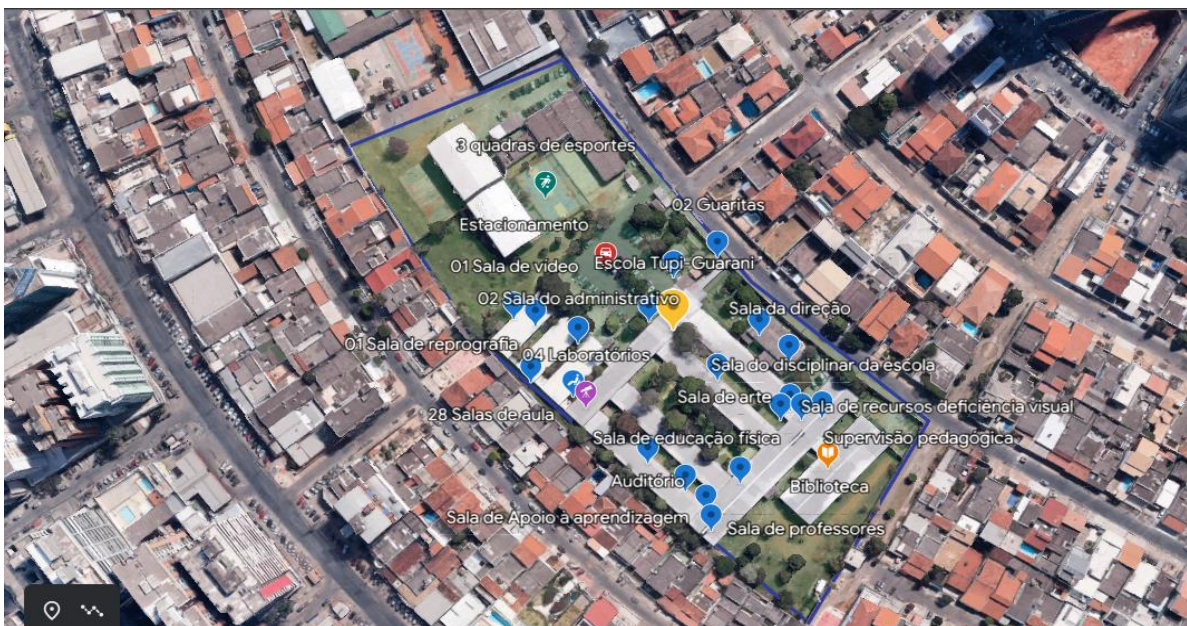 3 quadras de esportes
02 Guaritas
Estacionamento
Escola Tupi-Guarani
01 Sala de vídeo
02 Sala do administrativo
Sala da direção
01 Sala de reprografia
04 Laboratórios
Sala do disciplinar da escola
Sala de arte
Sala de recursos deficiência visual
28 Salas de aula
Sala de educação física
Supervisão pedagógica
Auditório
Biblioteca
Sala de Apoio à aprendizagem
Sala de professores